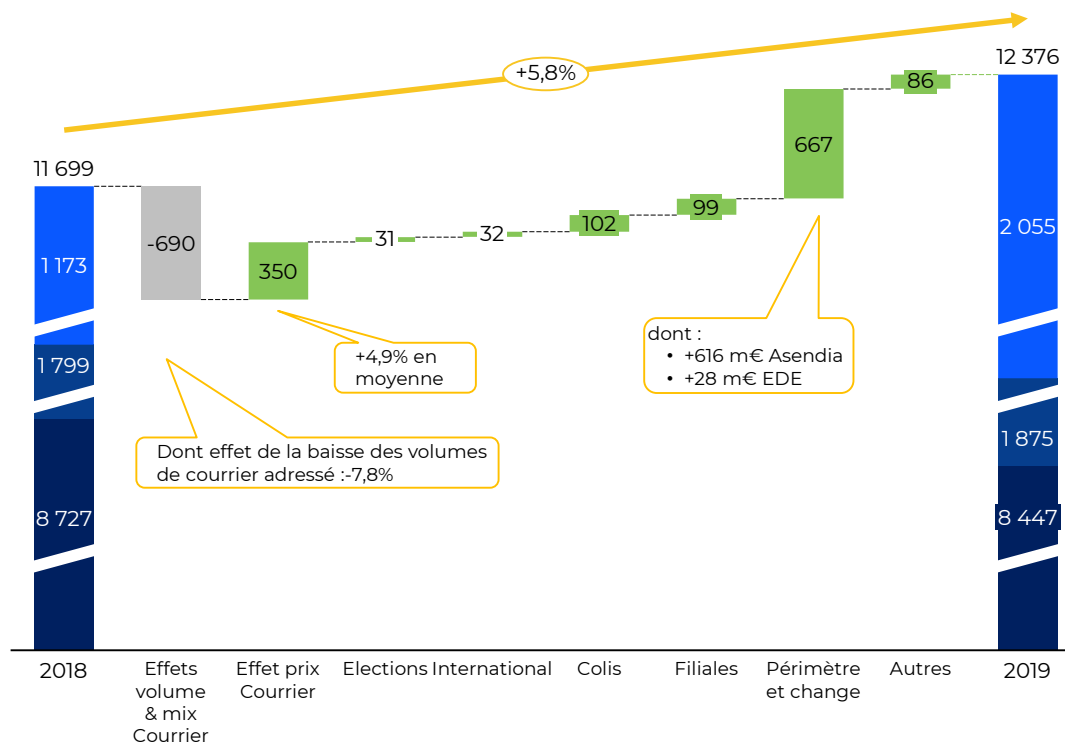 +5,8%
12 376
86
11 699
667
2 055
-690
1 173
350
31
32
102
99
dont :
• +616 m€ Asendia
• +28 m€ EDE
+4,9% en
moyenne
1 799
Dont effet de la baisse des volumes
de courrier adressé :-7,8%
1 875
8 727
8 447
2018
Effets
volume
& mix
Courrier
Effet prix
Courrier
Elections
International
Colis
Filiales
Périmètre
et change
Autres
2019